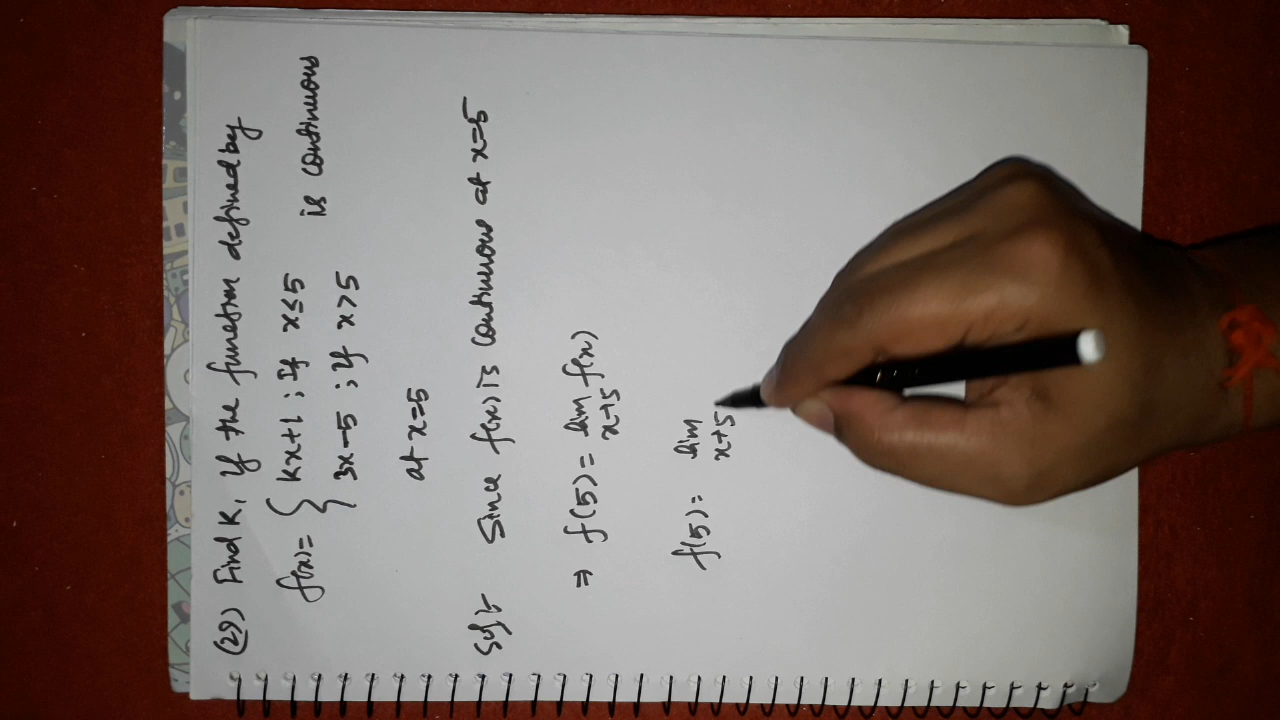 (29) Find K, if the function defined by
f(x)= { Kx+1 ; If x≤5
3x-5 ; If x>5 is continuous
at x=5
Soln Since f(x) is continuous at x=5
⇒ f(5)= lim f(x)
x→5
f(5)= lim
x→5